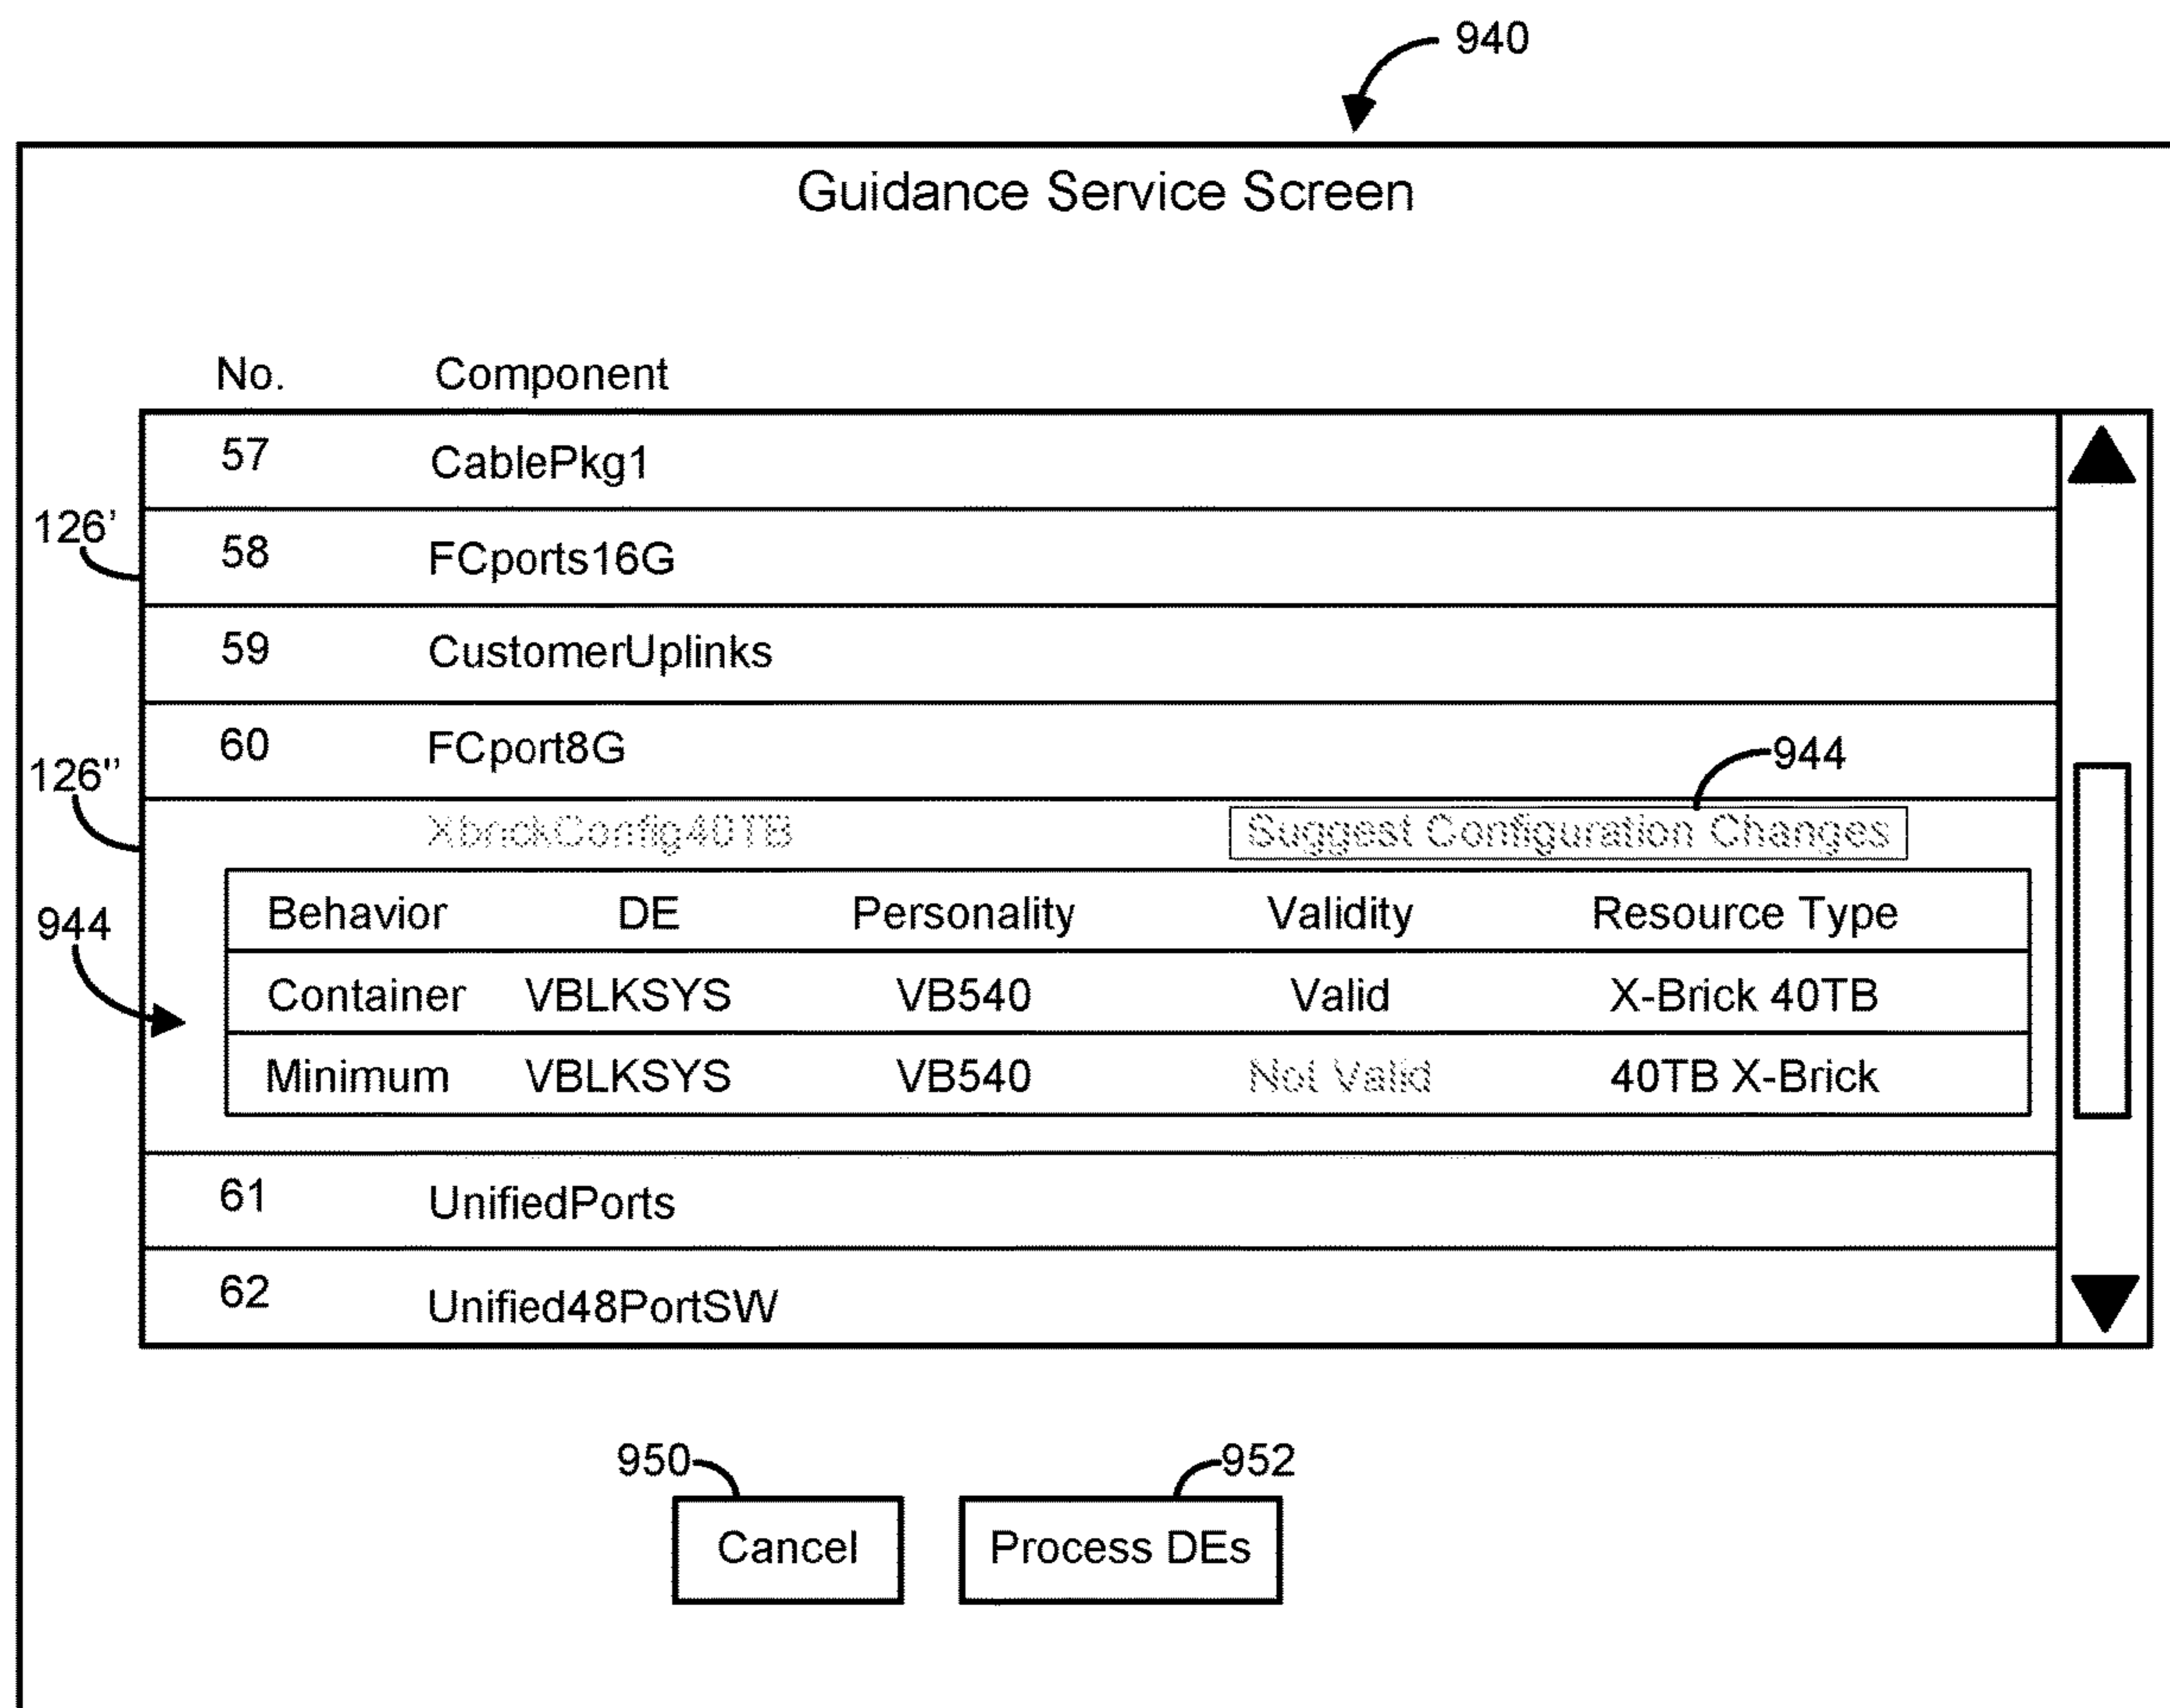 940
Guidance Service Screen
No. Component
57 CablePkg1
126’ 58 FCports16G
59 CustomerUplinks
60 FCport8G
126’’ 944
XbrickConfig40TB Suggest Configuration Changes
944 Behavior DE Personality Validity Resource Type
Container VBLKSYS VB540 Valid X-Brick 40TB
Minimum VBLKSYS VB540 Not Valid 40TB X-Brick
61 UnifiedPorts
62 Unified48PortSW
950 952
Cancel Process DEs